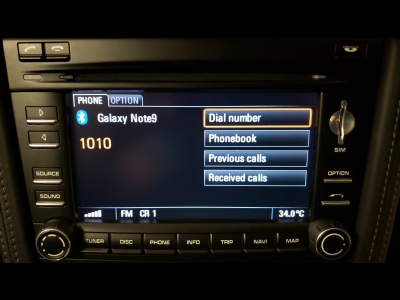 PHONE OPTION
Galaxy Note9
1010
Dial number
Phonebook
Previous calls
Received calls
FM CR 1 34.0°C
SIM
SOURCE
SOUND
OPTION
TUNER DISC PHONE INFO TRIP NAVI MAP